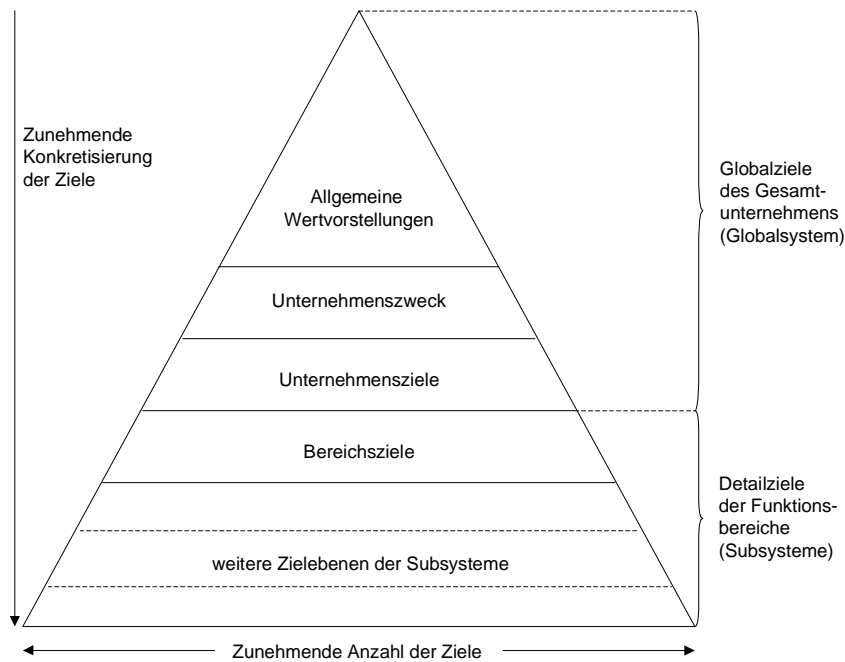 Zunehmende
Konkretisierung
der Ziele
Allgemeine
Wertvorstellungen
Unternehmenszweck
Unternehmensziele
Bereichsziele
weitere Zielebenen der Subsysteme
Globalziele
des Gesamt-
unternehmens
(Globalsystem)
Detailziele
der Funktions-
bereiche
(Subsysteme)
Zunehmende Anzahl der Ziele